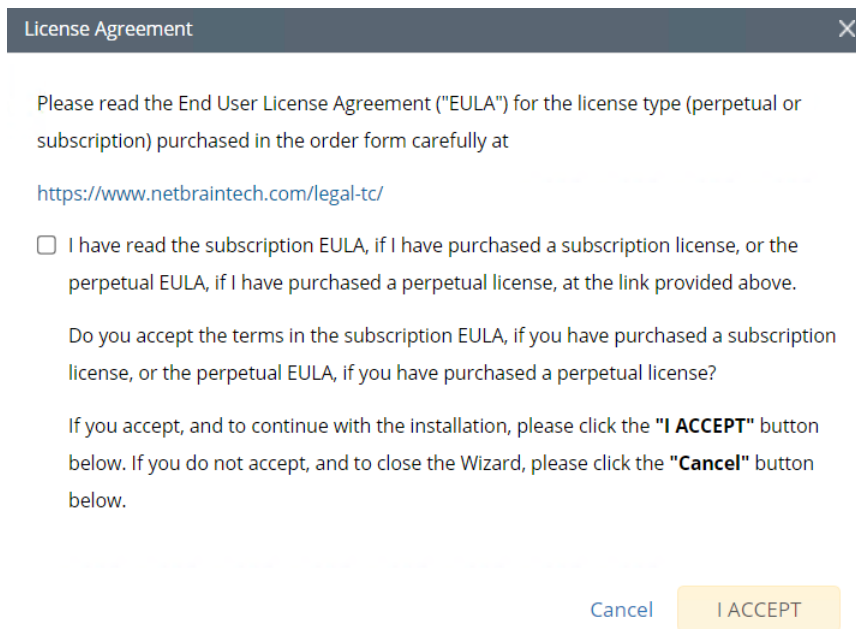 License Agreement
Please read the End User License Agreement ("EULA") for the license type (perpetual or
subscription) purchased in the order form carefully at
https://www.netbraintech.com/legal-tc/
I have read the subscription EULA, if I have purchased a subscription license, or the
perpetual EULA, if I have purchased a perpetual license, at the link provided above.
Do you accept the terms in the subscription EULA, if you have purchased a subscription
license, or the perpetual EULA, if you have purchased a perpetual license?
If you accept, and to continue with the installation, please click the "I ACCEPT" button
below. If you do not accept, and to close the Wizard, please click the "Cancel" button
below.
Cancel I ACCEPT